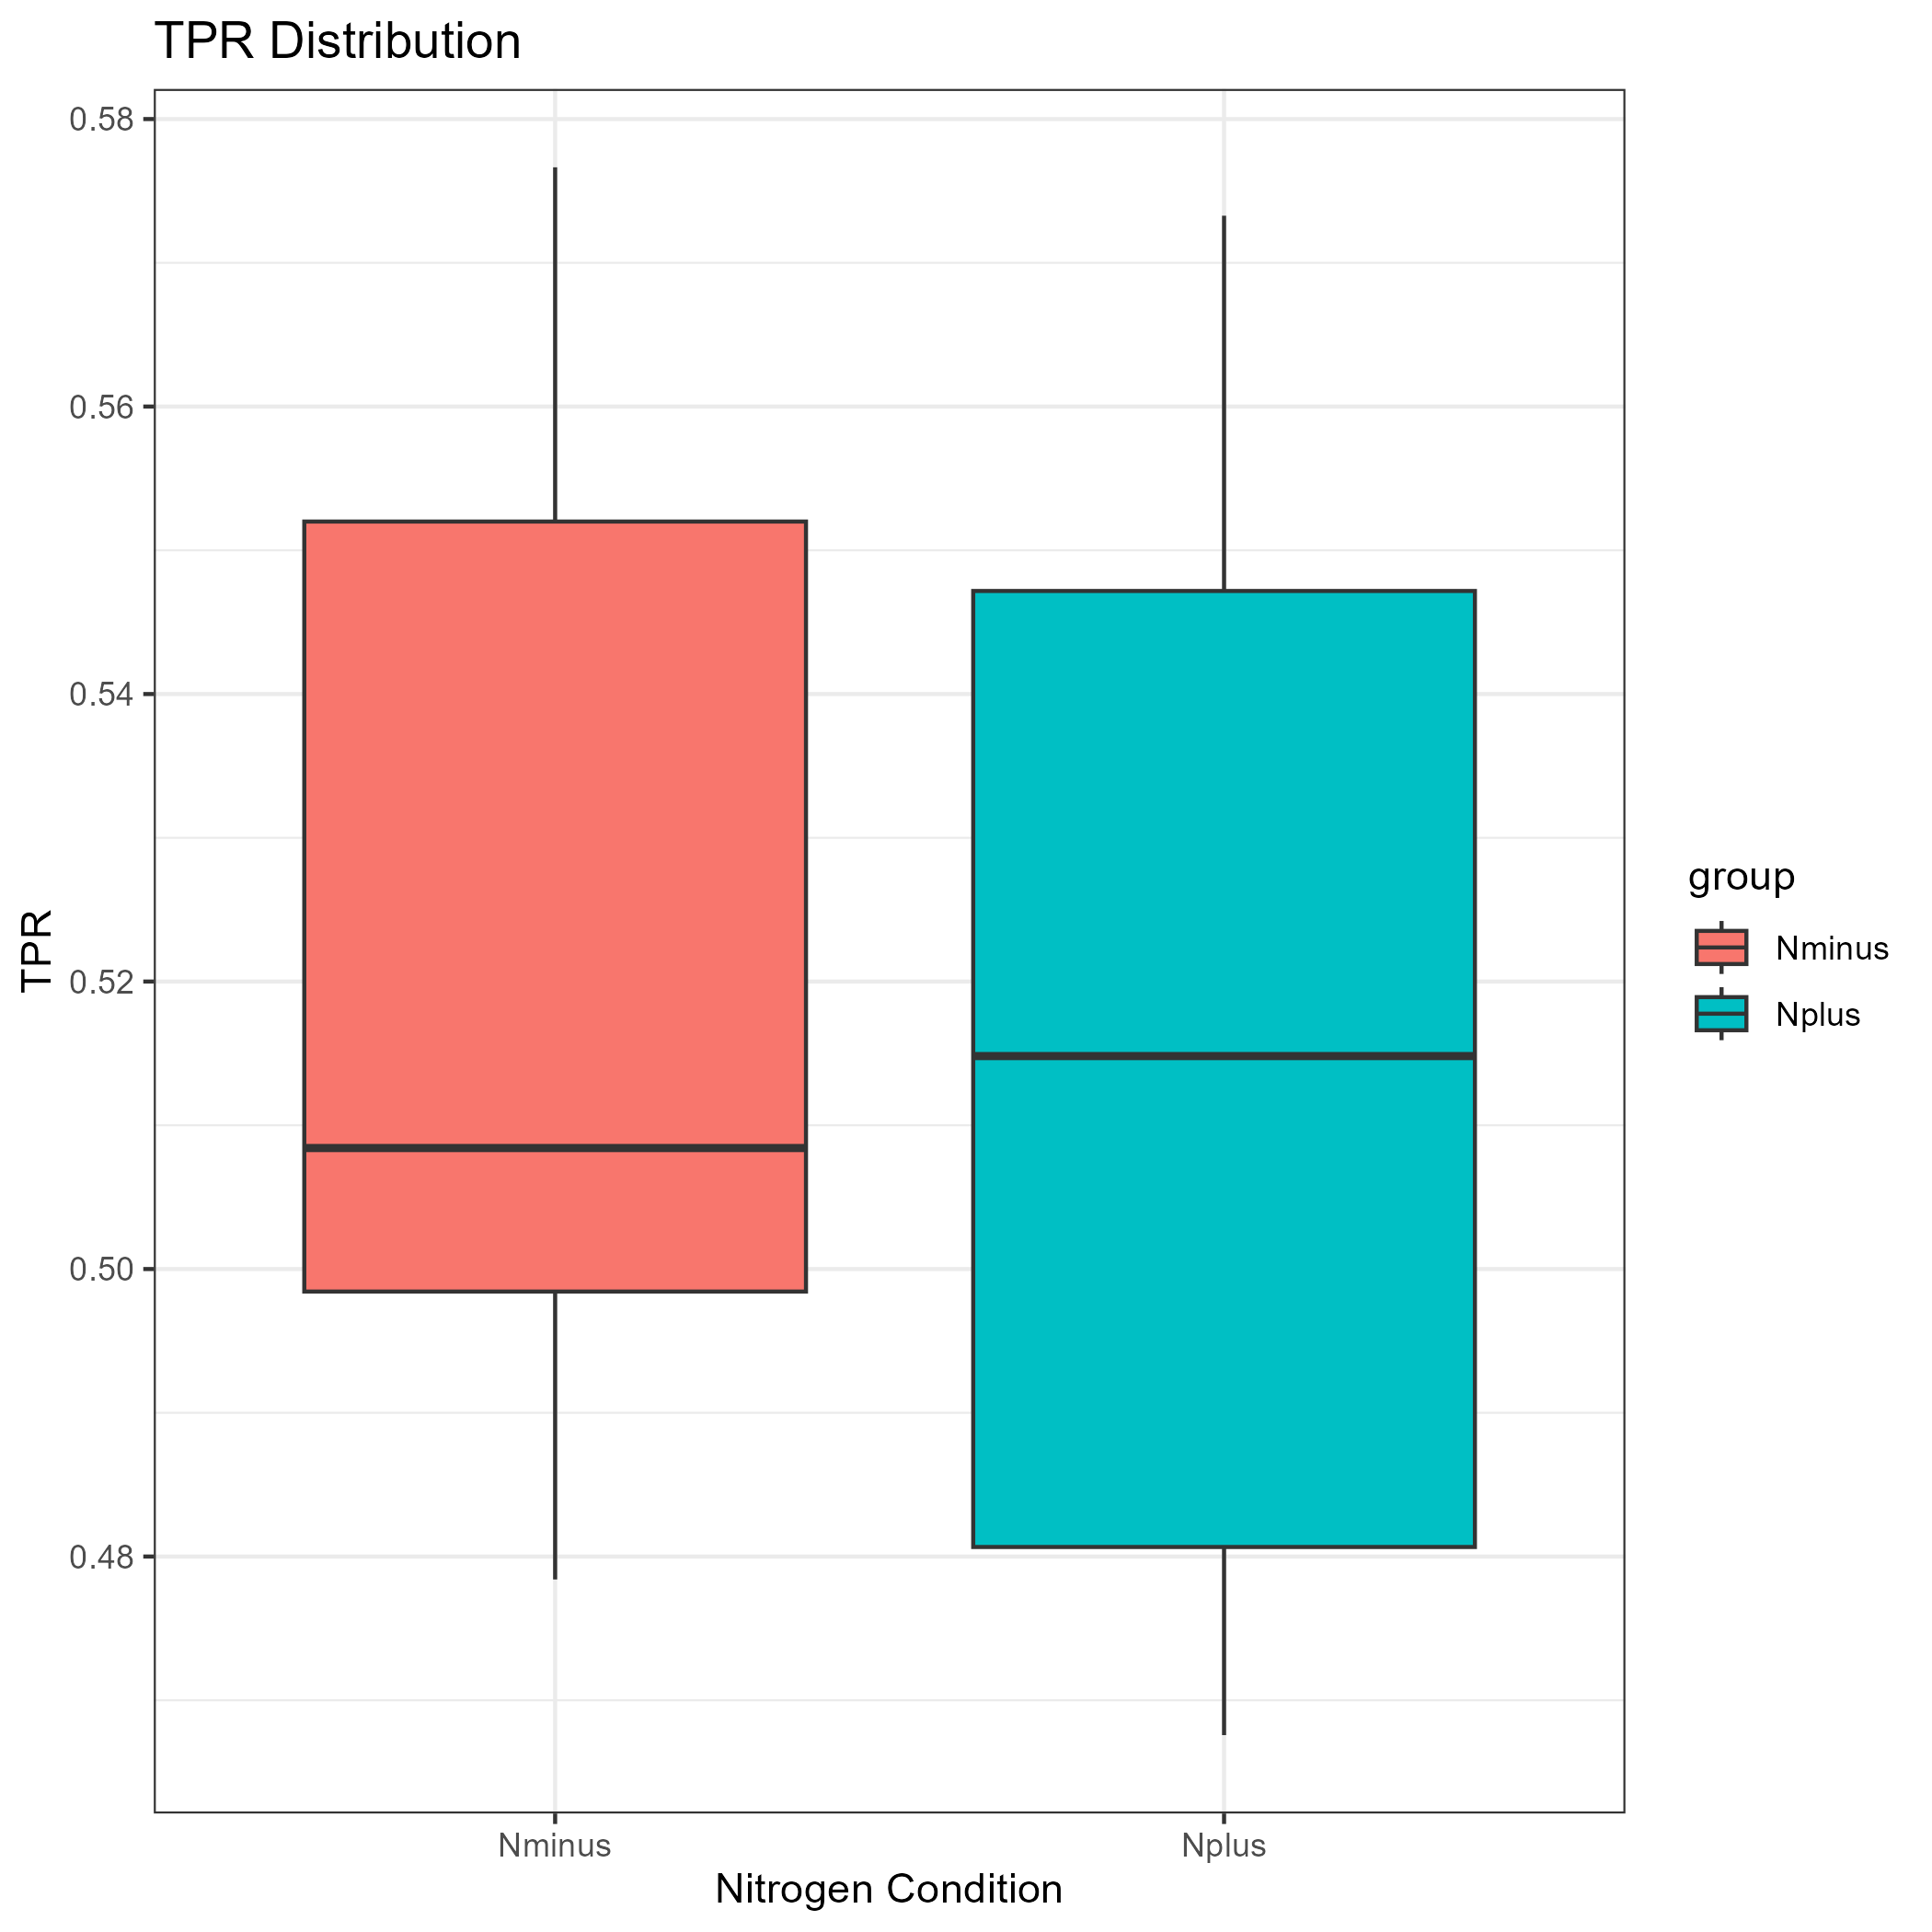 TPR Distribution
0.58
0.56
0.54
0.52
0.50
0.48
TPR
Nminus
Nplus
Nitrogen Condition
group
Nminus
Nplus